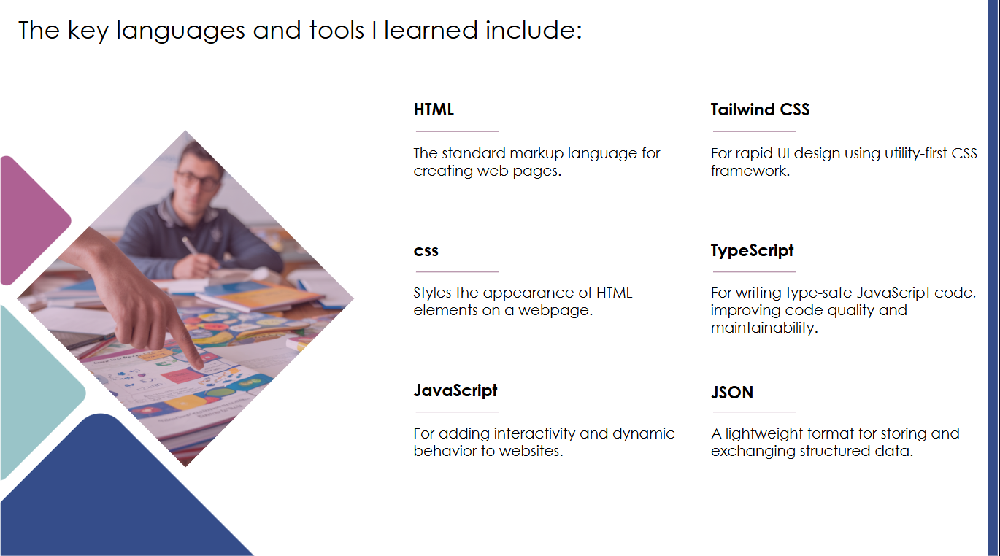 The key languages and tools I learned include:
HTML
The standard markup language for
creating web pages.
css
Styles the appearance of HTML
elements on a webpage.
JavaScript
For adding interactivity and dynamic
behavior to websites.
Tailwind CSS
For rapid UI design using utility-first CSS
framework.
TypeScript
For writing type-safe JavaScript code,
improving code quality and
maintainability.
JSON
A lightweight format for storing and
exchanging structured data.